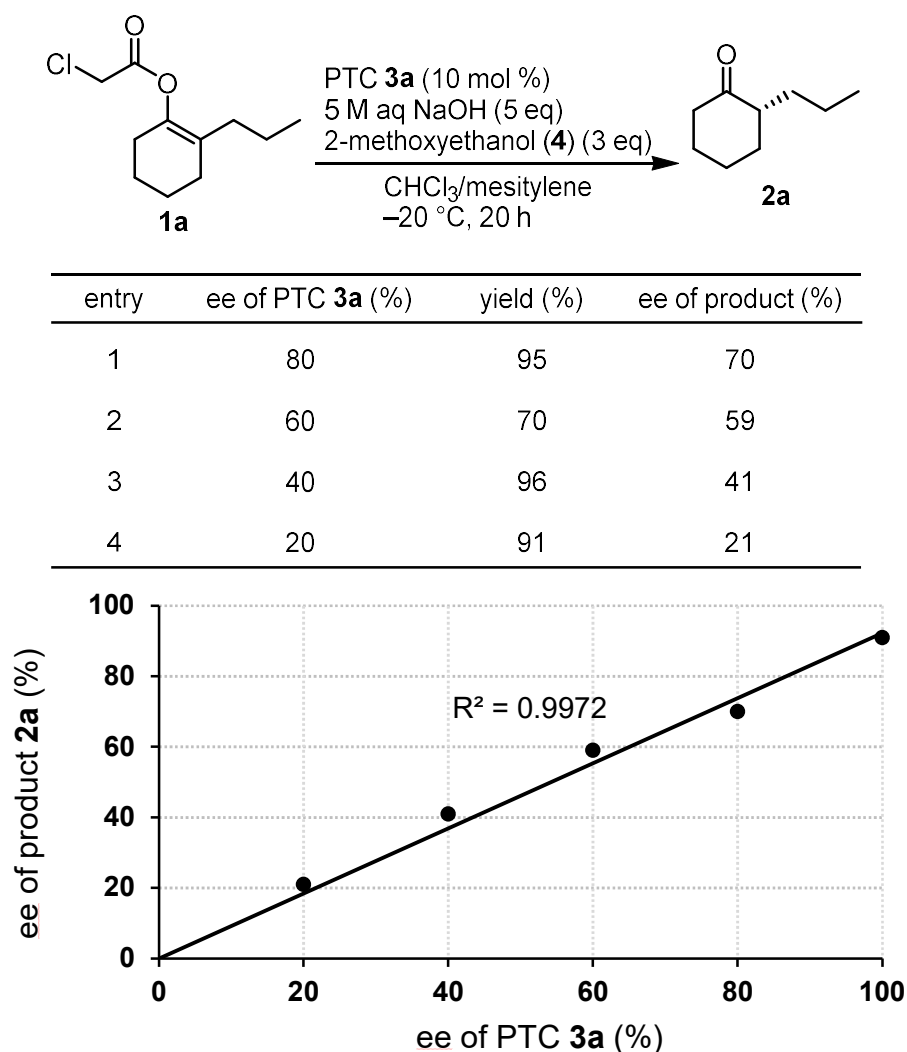 O
Cl
O
1a
PTC 3a (10 mol %)
5 M aq NaOH (5 eq)
2-methoxyethanol (4) (3 eq)
CHCl₃/mesitylene
–20 °C, 20 h
O
2a
entry ee of PTC 3a (%) yield (%) ee of product (%)
1 80 95 70
2 60 70 59
3 40 96 41
4 20 91 21
ee of product 2a (%)
100
80
60
40
20
0
R² = 0.9972
0 20 40 60 80 100
ee of PTC 3a (%)